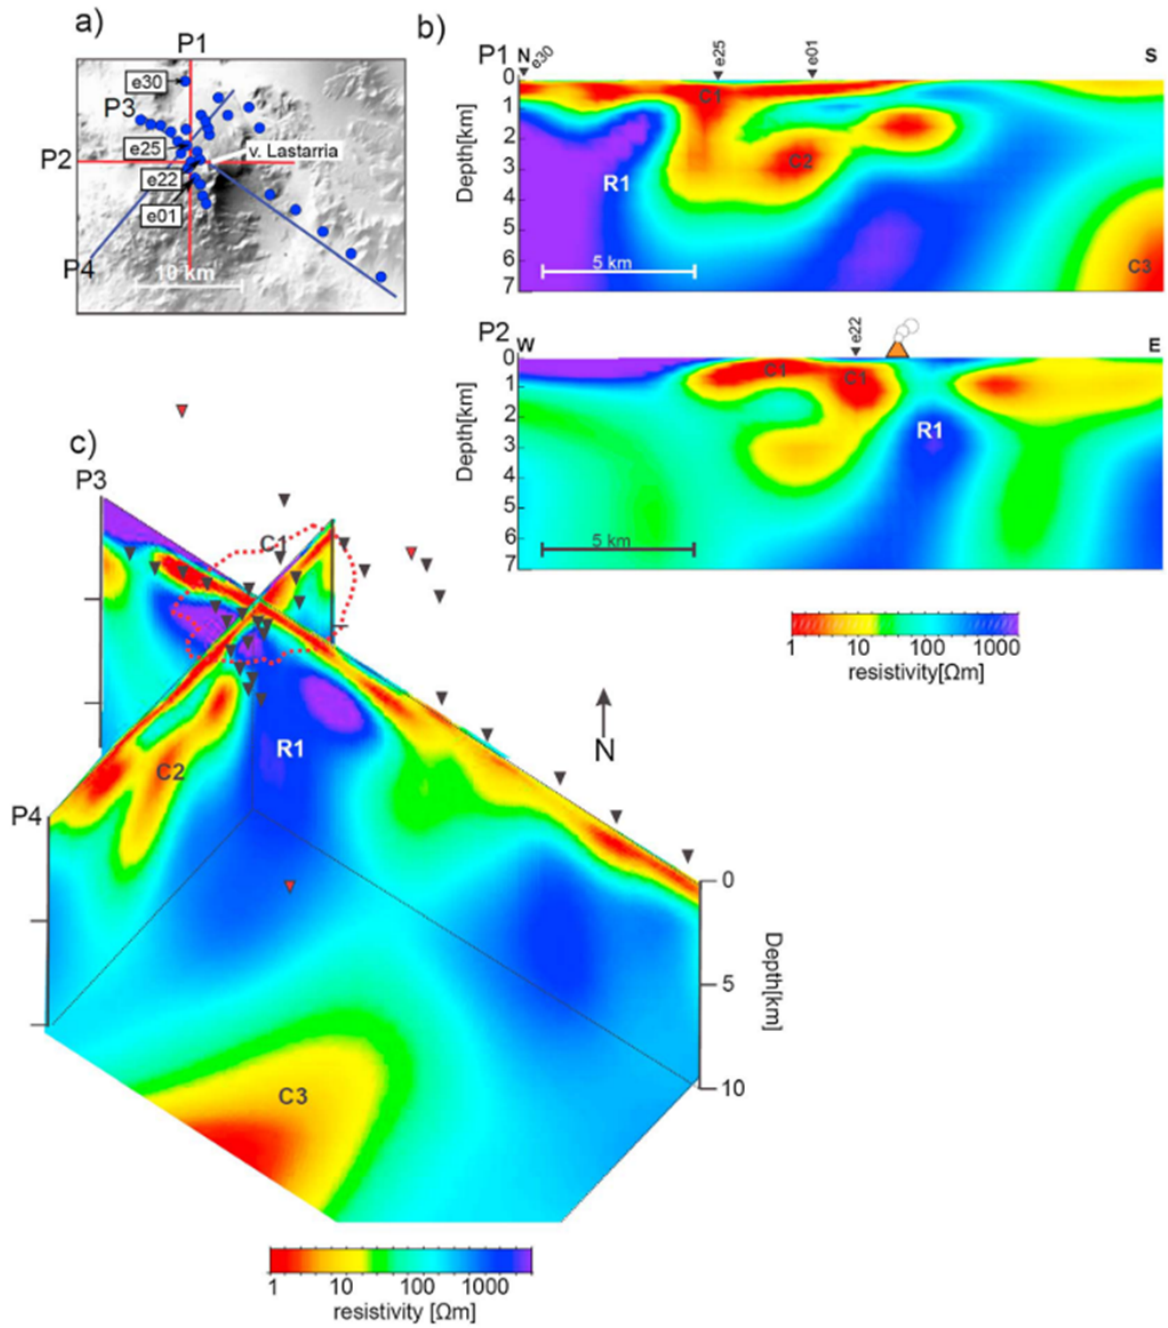 a)
P1
e30
P3
e25
P2
v. Lastarria
e22
e01
P4
10 km
b)
P1 N e30 e25 e01 S
0
1
2
3
4
5
6
7
Depth[km]
C1
C2
R1
C3
5 km
P2 W e22 E
0
1
2
3
4
5
6
7
Depth[km]
C1
C1
R1
5 km
1 10 100 1000
resistivity[Ωm]
c)
P3
C1
N
R1
C2
P4
0
5
10
Depth[km]
C3
1 10 100 1000
resistivity [Ωm]